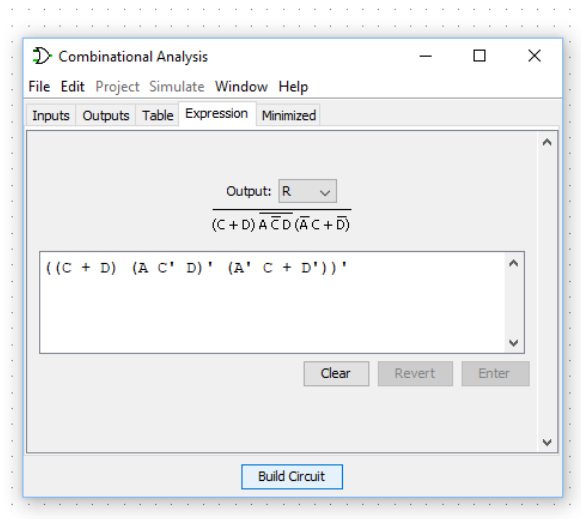 Combinational Analysis
File Edit Project Simulate Window Help
Inputs Outputs Table Expression Minimized
Output: R
(C + D) A̅ ̅C̿ ̅D̅ (A̅ C + D̅)
((C + D) (A C' D)' (A' C + D'))'
Clear Revert Enter
Build Circuit